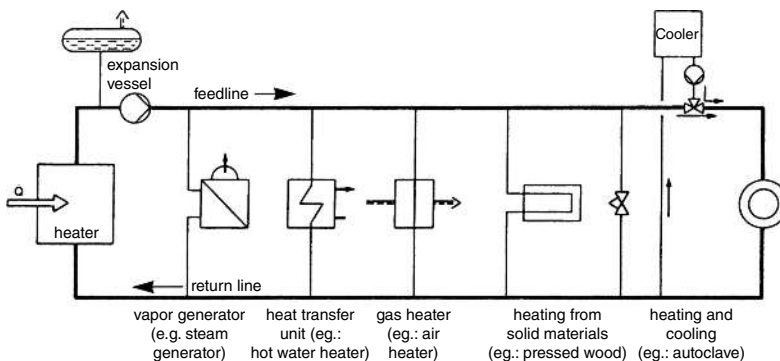 Cooler
expansion
vessel
feedline
Q
heater
return line
vapor generator
(e.g. steam
generator)
heat transfer
unit (eg.:
hot water heater)
gas heater
(eg.: air
heater)
heating from
solid materials
(eg.: pressed wood)
heating and
cooling
(eg.: autoclave)